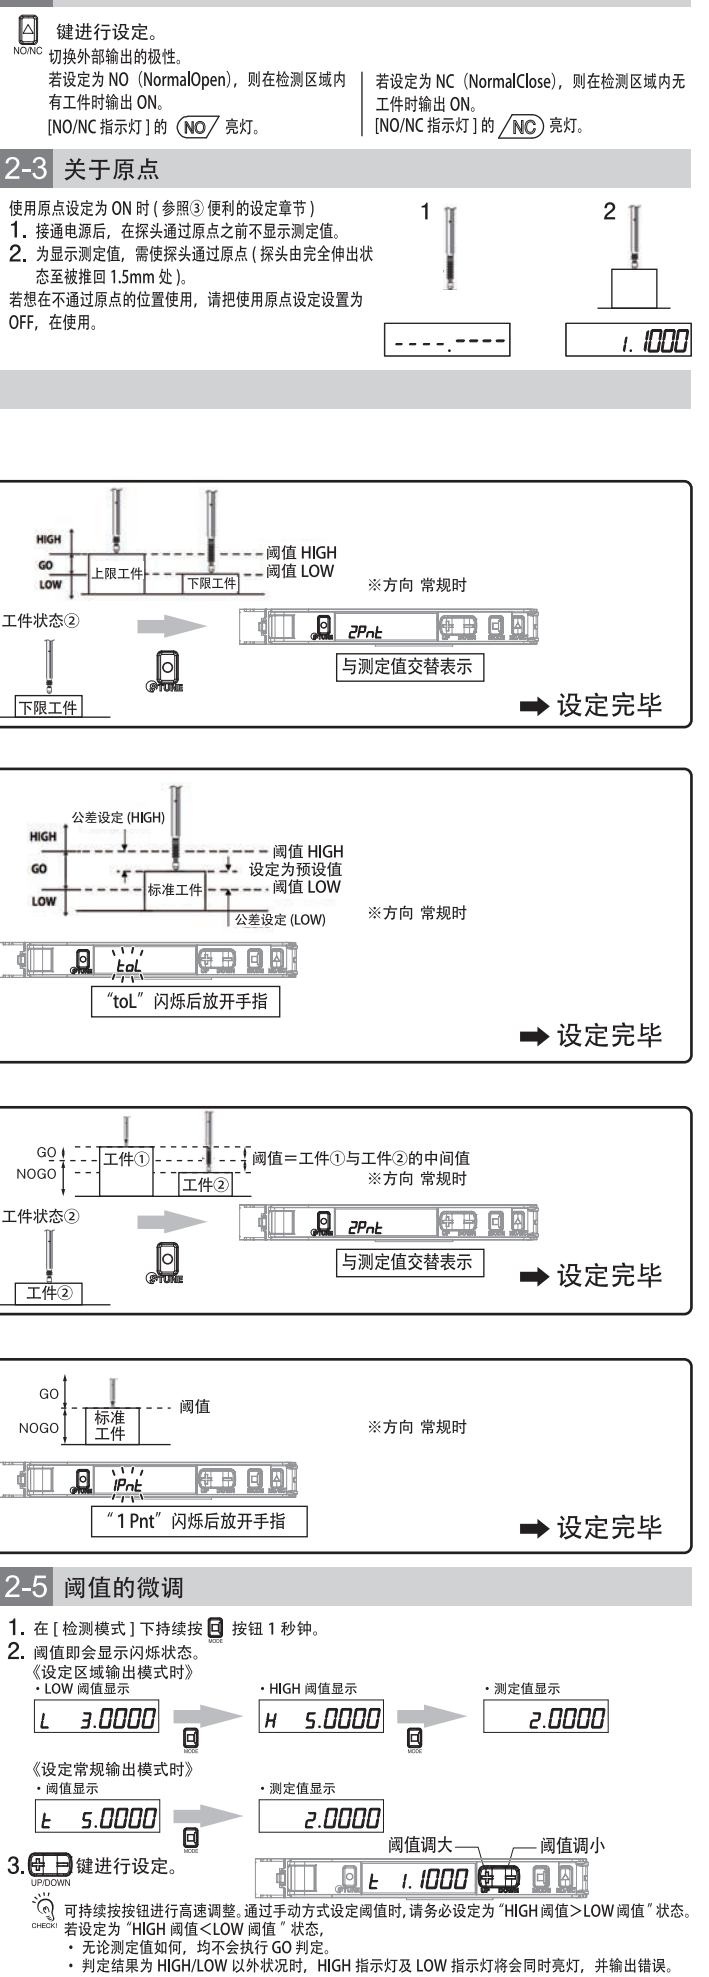 键进行设定。
NO/NC
切换外部输出的极性。
若设定为 NO（NormalOpen），则在检测区域内
有工件时输出 ON。
[NO/NC 指示灯 ] 的 NO 亮灯。
若设定为 NC（NormalClose），则在检测区域内无
工件时输出 ON。
[NO/NC 指示灯 ] 的 NC 亮灯。
2-3 关于原点
使用原点设定为 ON 时 ( 参照③ 便利的设定章节 )
1. 接通电源后，在探头通过原点之前不显示测定值。
2. 为显示测定值，需使探头通过原点 ( 探头由完全伸出状
态至被推回 1.5mm 处 )。
若想在不通过原点的位置使用，请把使用原点设定设置为
OFF，在使用。
1
2
----.----
1.1000
HIGH
GO
LOW
上限工件
下限工件
阈值 HIGH
阈值 LOW
※方向 常规时
工件状态②
下限工件
TUNE
2Pnt
与测定值交替表示
➡ 设定完毕
公差设定 (HIGH)
HIGH
GO
LOW
标准工件
阈值 HIGH
设定为预设值
阈值 LOW
公差设定 (LOW)
※方向 常规时
toL
“toL” 闪烁后放开手指
➡ 设定完毕
GO
NOGO
工件①
工件②
阈值＝工件①与工件②的中间值
※方向 常规时
工件状态②
工件②
TUNE
2Pnt
与测定值交替表示
➡ 设定完毕
GO
NOGO
标准
工件
阈值
※方向 常规时
1Pnt
“ 1 Pnt” 闪烁后放开手指
➡ 设定完毕
2-5 阈值的微调
1. 在 [ 检测模式 ] 下持续按 按钮 1 秒钟。
MODE
2. 阈值即会显示闪烁状态。
《设定区域输出模式时》
・LOW 阈值显示
・HIGH 阈值显示
・测定值显示
L 3.0000
MODE
H 5.0000
MODE
2.0000
《设定常规输出模式时》
・阈值显示
・测定值显示
t 5.0000
MODE
2.0000
阈值调大
阈值调小
3. 键进行设定。
UP/DOWN
t 1.1000
UP DOWN
CHECK!
可持续按按钮进行高速调整。通过手动方式设定阈值时，请务必设定为 “HIGH 阈值＞LOW 阈值 ” 状态。
若设定为 “HIGH 阈值＜LOW 阈值 ” 状态，
・ 无论测定值如何，均不会执行 GO 判定。
・ 判定结果为 HIGH/LOW 以外状况时，HIGH 指示灯及 LOW 指示灯将会同时亮灯，并输出错误。